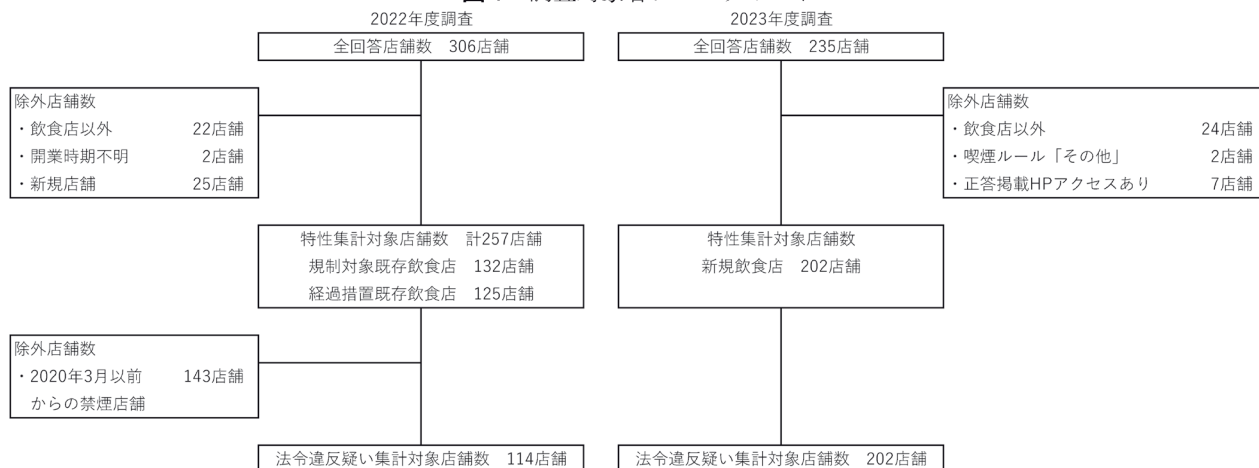 2022年度調査
全回答店舗数 306店舗
除外店舗数
・飲食店以外 22店舗
・開業時期不明 2店舗
・新規店舗 25店舗
特性集計対象店舗数 計257店舗
規制対象既存飲食店 132店舗
経過措置既存飲食店 125店舗
除外店舗数
・2020年3月以前 143店舗
からの禁煙店舗
法令違反疑い集計対象店舗数 114店舗
2023年度調査
全回答店舗数 235店舗
除外店舗数
・飲食店以外 24店舗
・喫煙ルール「その他」 2店舗
・正答掲載HPアクセスあり 7店舗
特性集計対象店舗数
新規飲食店 202店舗
法令違反疑い集計対象店舗数 202店舗